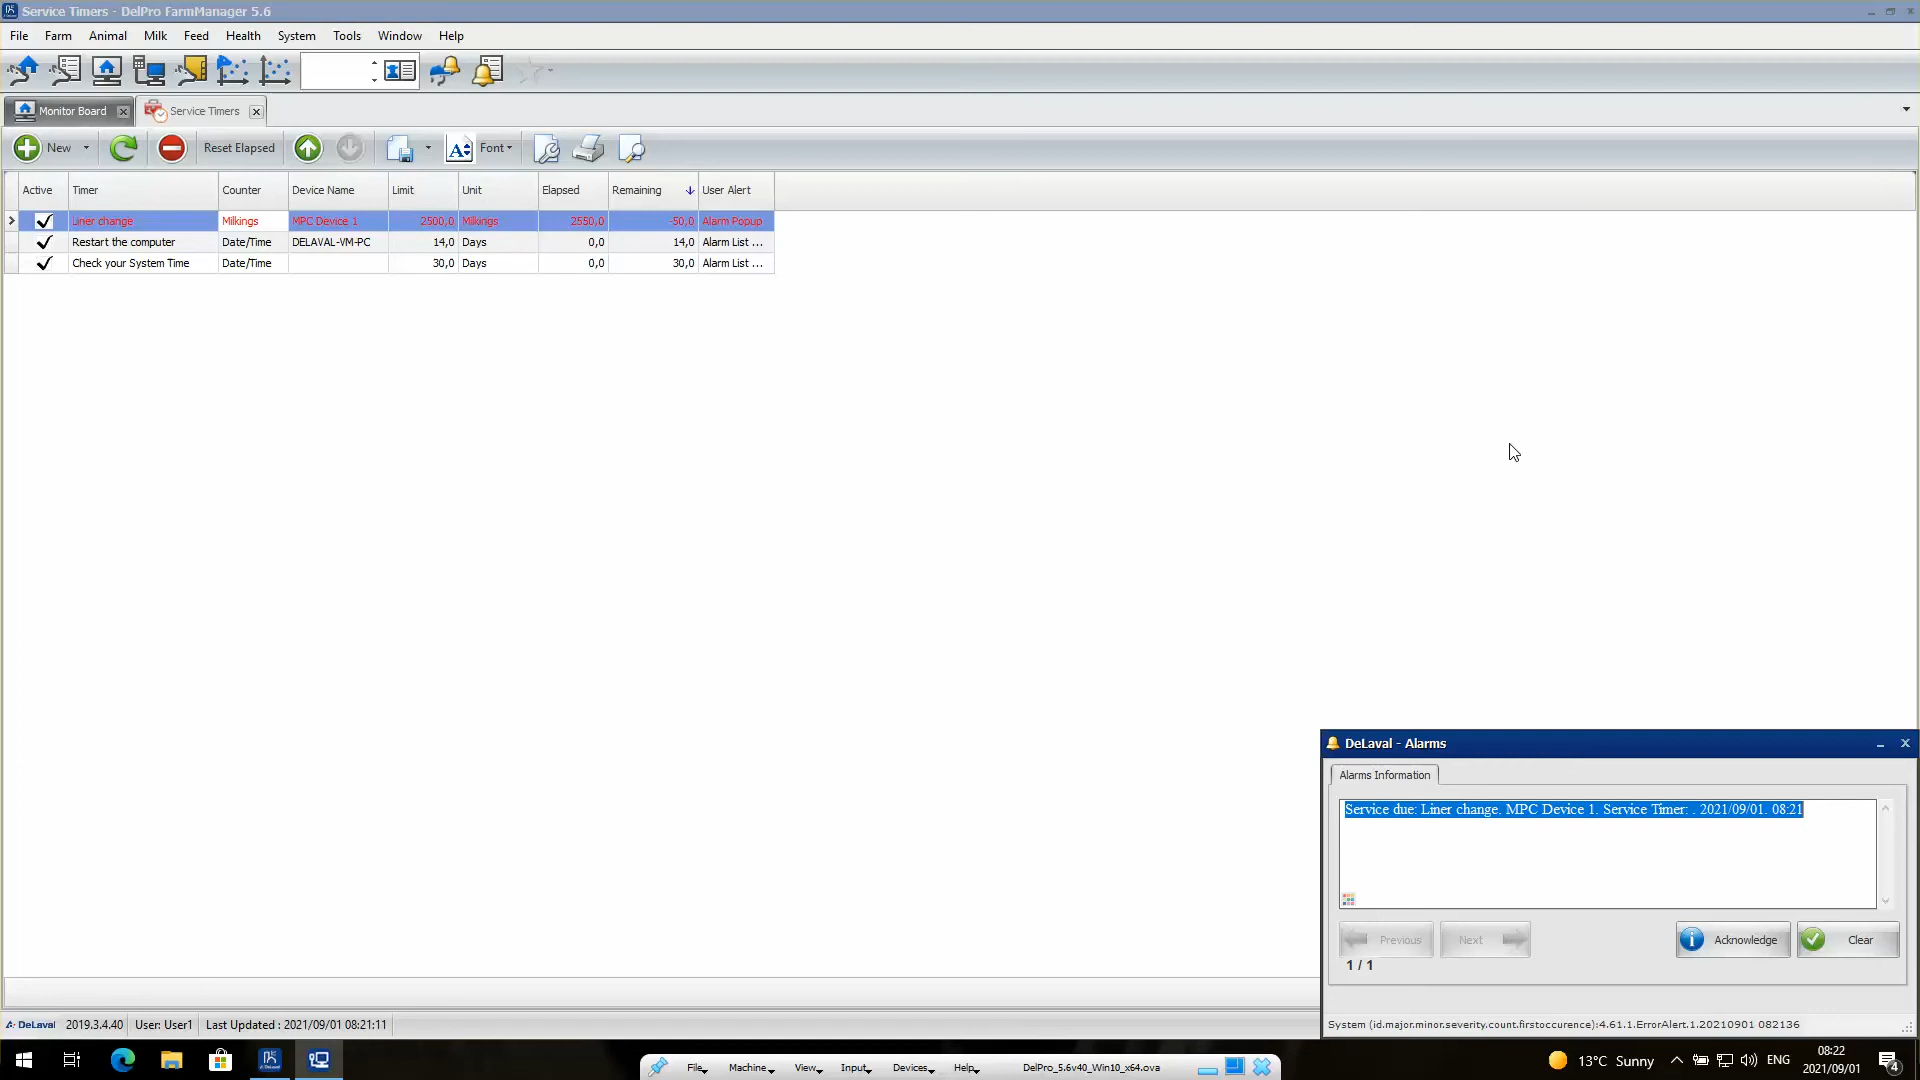 Service Timers - DelPro FarmManager 5.6
File Farm Animal Milk Feed Health System Tools Window Help
Monitor Board Service Timers
New Reset Elapsed Font
Active Timer Counter Device Name Limit Unit Elapsed Remaining User Alert
Liner change Milkings MPC Device 1 2500,0 Milkings 2550,0 -50,0 Alarm Popup
Restart the computer Date/Time DELAVAL-VM-PC 14,0 Days 0,0 14,0 Alarm List ...
Check your System Time Date/Time 30,0 Days 0,0 30,0 Alarm List ...
DeLaval - Alarms
Alarms Information
Service due: Liner change. MPC Device 1. Service Timer: . 2021/09/01. 08:21
Previous Next Acknowledge Clear
1 / 1
System (id.major.minor.severity.count.firstoccurence):4.61.1.ErrorAlert.1.20210901 082136
DeLaval 2019.3.4.40 User: User1 Last Updated : 2021/09/01 08:21:11
File Machine View Input Devices Help DelPro_5.6v40_Win10_x64.ova
13°C Sunny ENG 08:22
2021/09/01
4